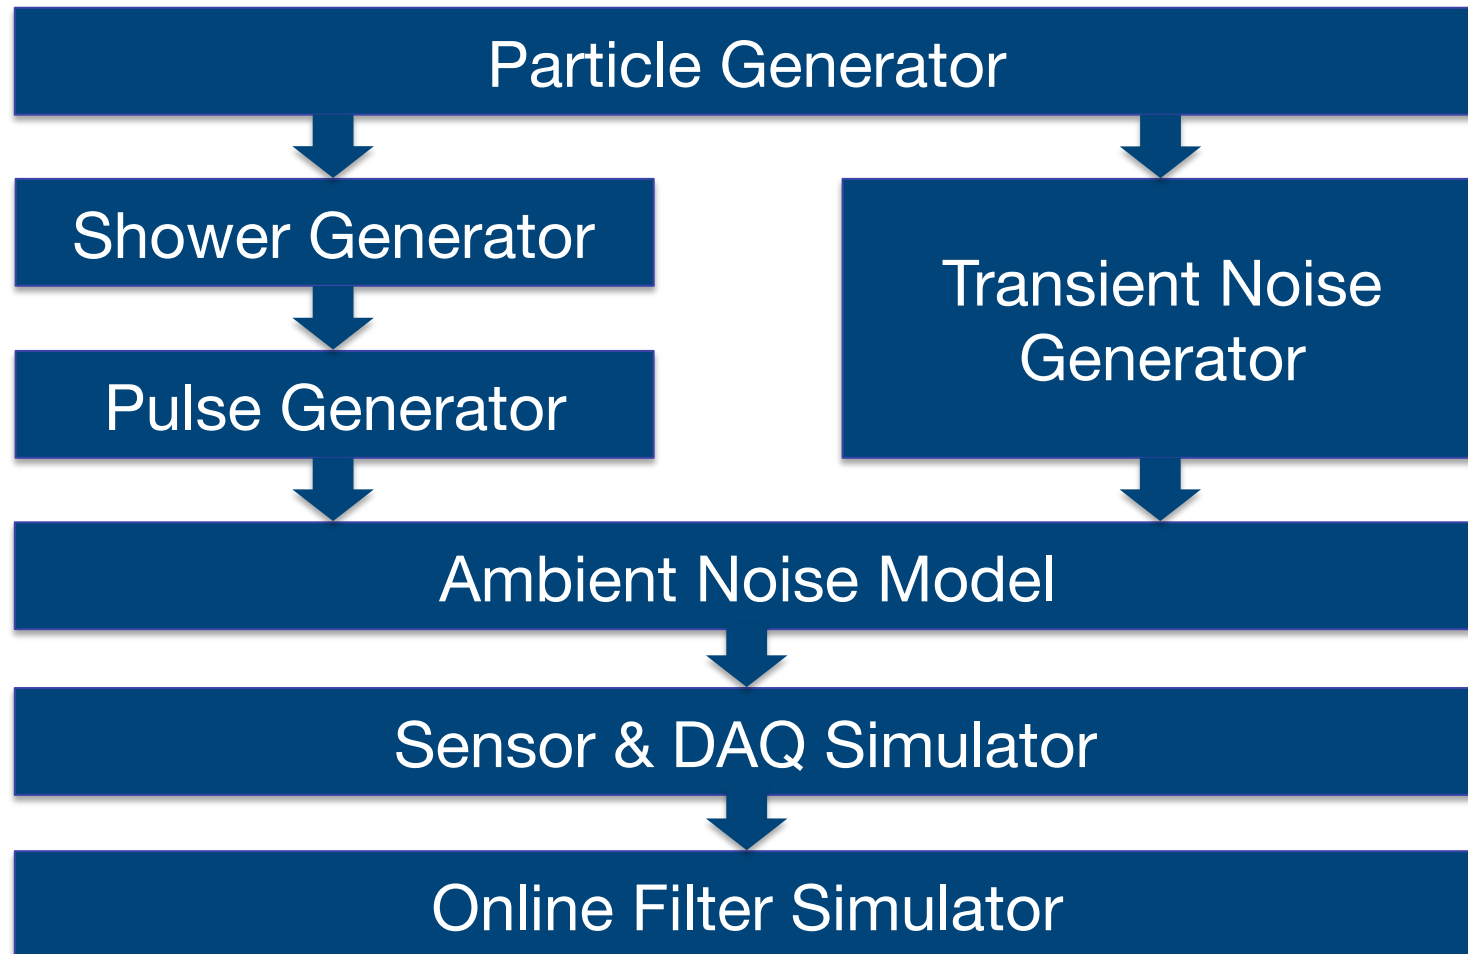 Particle Generator
Shower Generator
Transient Noise
Generator
Pulse Generator
Ambient Noise Model
Sensor & DAQ Simulator
Online Filter Simulator